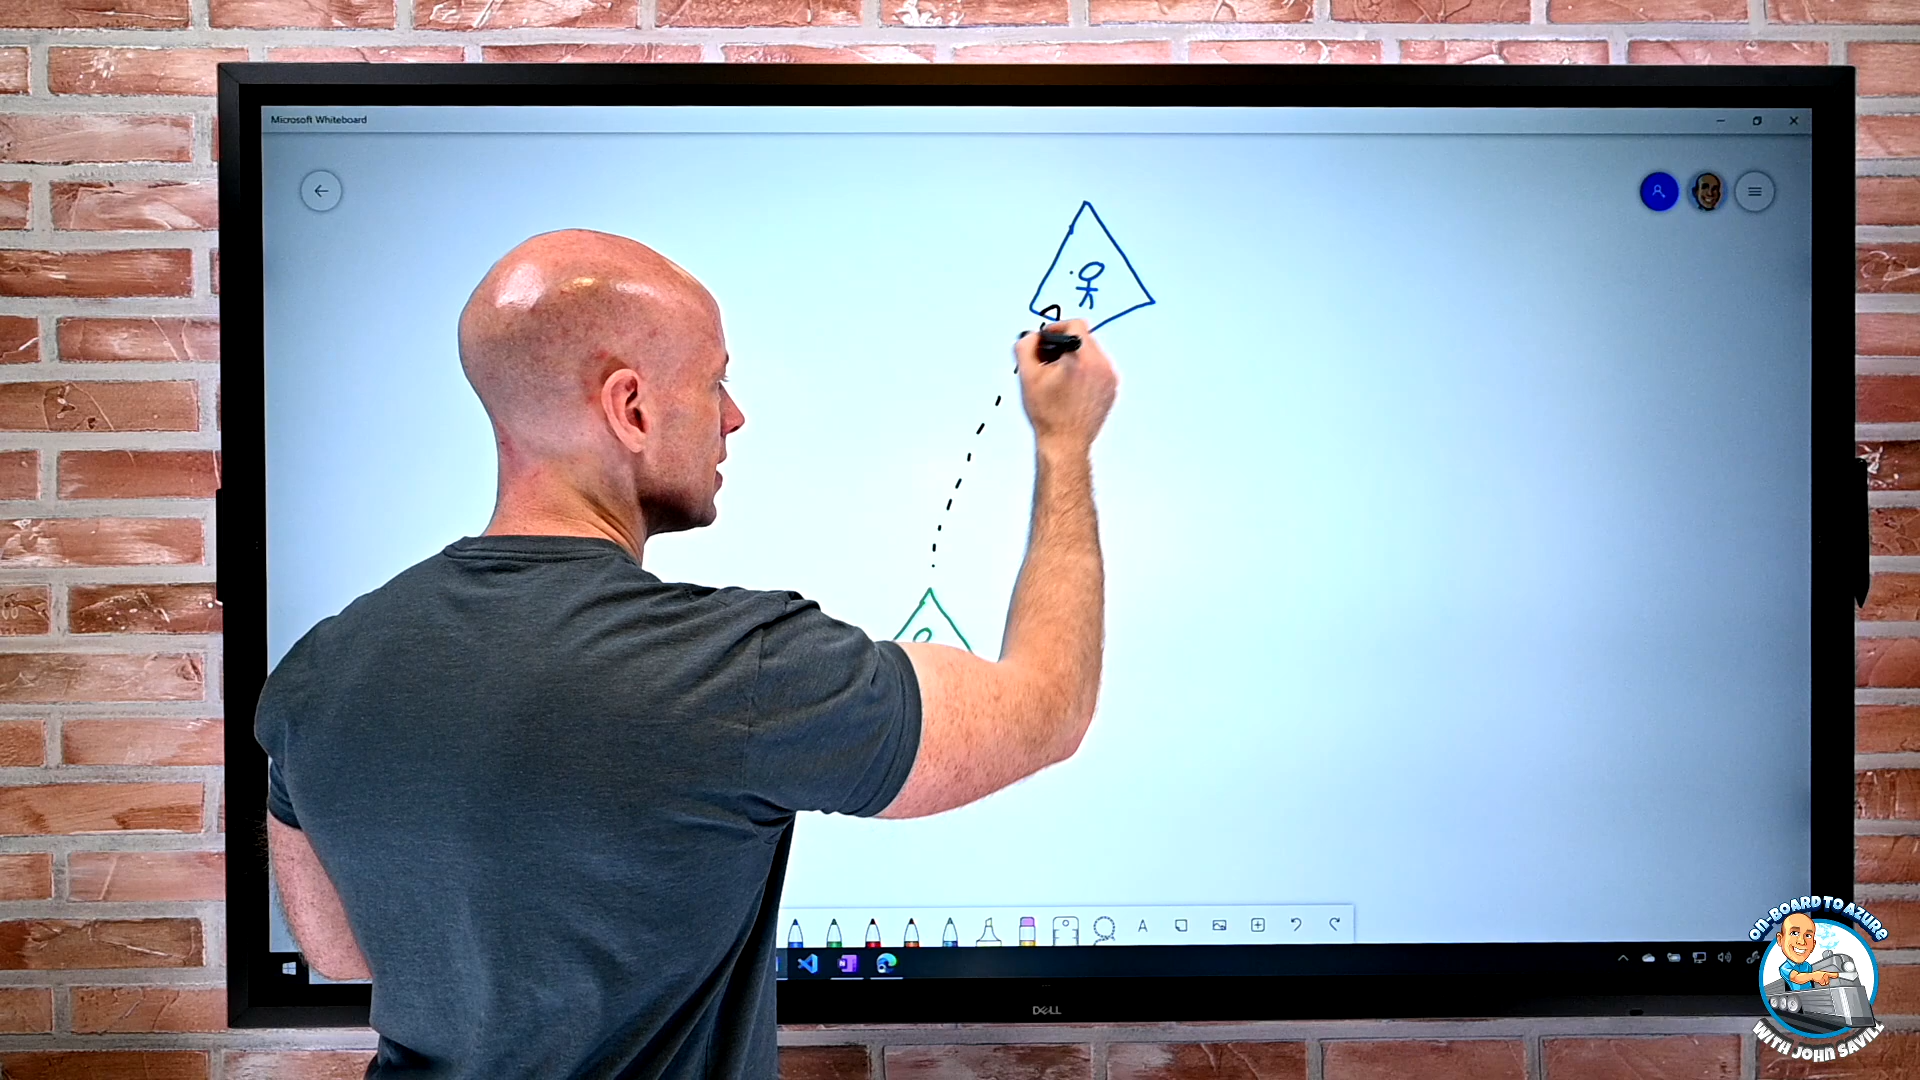 Microsoft Whiteboard
A
N
DELL
ON-BOARD TO AZURE
WITH JOHN SAVILL